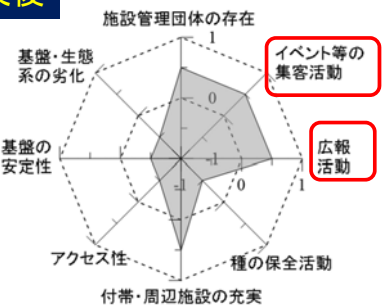 後
施設管理団体の存在
イベント等の
集客活動
基盤・生態
系の劣化
1
0
基盤の
安定性
-1
-1
0
1
広報
活動
アクセス性
種の保全活動
付帯・周辺施設の充実